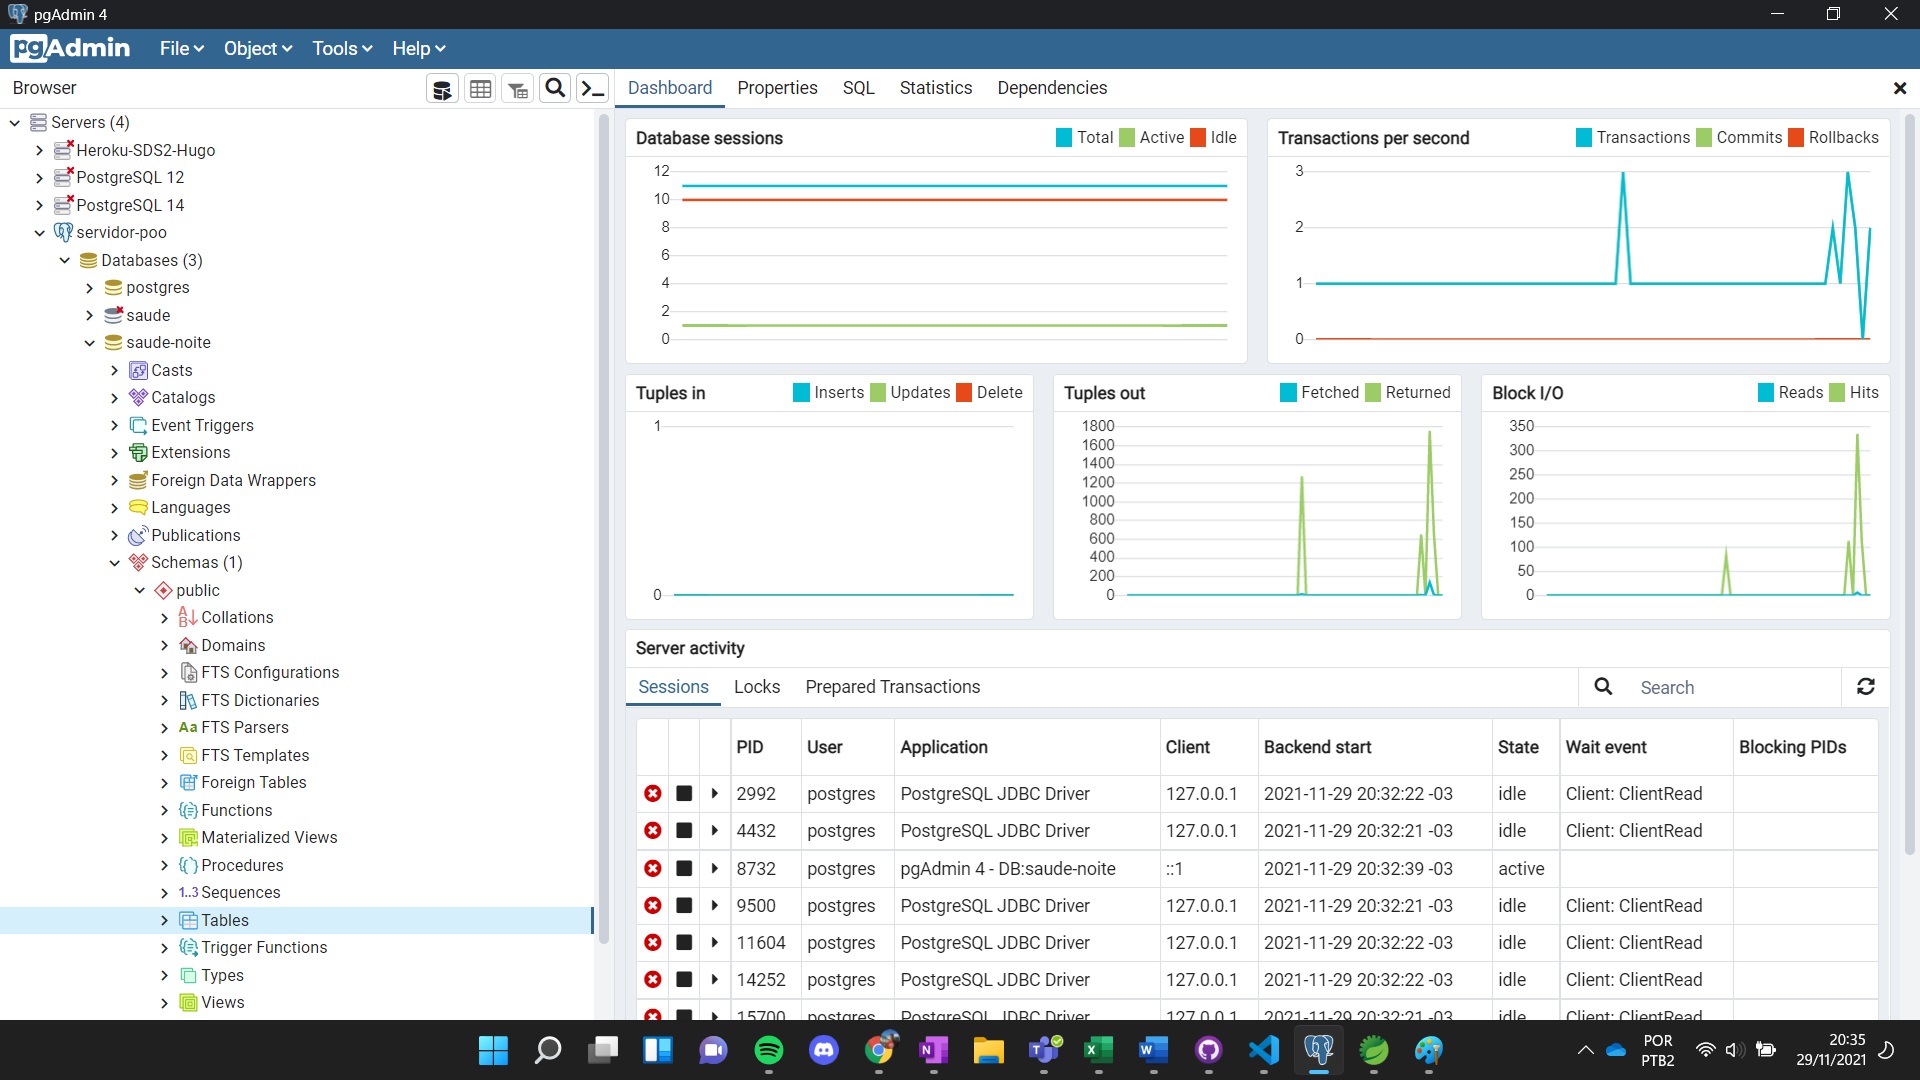 pgAdmin 4
pgAdmin File Object Tools Help
Browser
Dashboard Properties SQL Statistics Dependencies
Servers (4)
Heroku-SDS2-Hugo
PostgreSQL 12
PostgreSQL 14
servidor-poo
Databases (3)
postgres
saude
saude-noite
Casts
Catalogs
Event Triggers
Extensions
Foreign Data Wrappers
Languages
Publications
Schemas (1)
public
Collations
Domains
FTS Configurations
FTS Dictionaries
Aa FTS Parsers
FTS Templates
Foreign Tables
Functions
Materialized Views
Procedures
1..3 Sequences
Tables
Trigger Functions
Types
Views
Database sessions Total Active Idle
12
10
8
6
4
2
0
Transactions per second Transactions Commits Rollbacks
3
2
1
0
Tuples in Inserts Updates Delete
1
0
Tuples out Fetched Returned
1800
1600
1400
1200
1000
800
600
400
200
0
Block I/O Reads Hits
350
300
250
200
150
100
50
0
Server activity
Sessions Locks Prepared Transactions Search
PID User Application Client Backend start State Wait event Blocking PIDs
2992 postgres PostgreSQL JDBC Driver 127.0.0.1 2021-11-29 20:32:22 -03 idle Client: ClientRead
4432 postgres PostgreSQL JDBC Driver 127.0.0.1 2021-11-29 20:32:21 -03 idle Client: ClientRead
8732 postgres pgAdmin 4 - DB:saude-noite ::1 2021-11-29 20:32:39 -03 active
9500 postgres PostgreSQL JDBC Driver 127.0.0.1 2021-11-29 20:32:21 -03 idle Client: ClientRead
11604 postgres PostgreSQL JDBC Driver 127.0.0.1 2021-11-29 20:32:22 -03 idle Client: ClientRead
14252 postgres PostgreSQL JDBC Driver 127.0.0.1 2021-11-29 20:32:22 -03 idle Client: ClientRead
15700 postgres PostgreSQL JDBC Driver 127.0.0.1 2021-11-29 20:32:21 -03 idle Client: ClientRead
POR
PTB2
20:35
29/11/2021